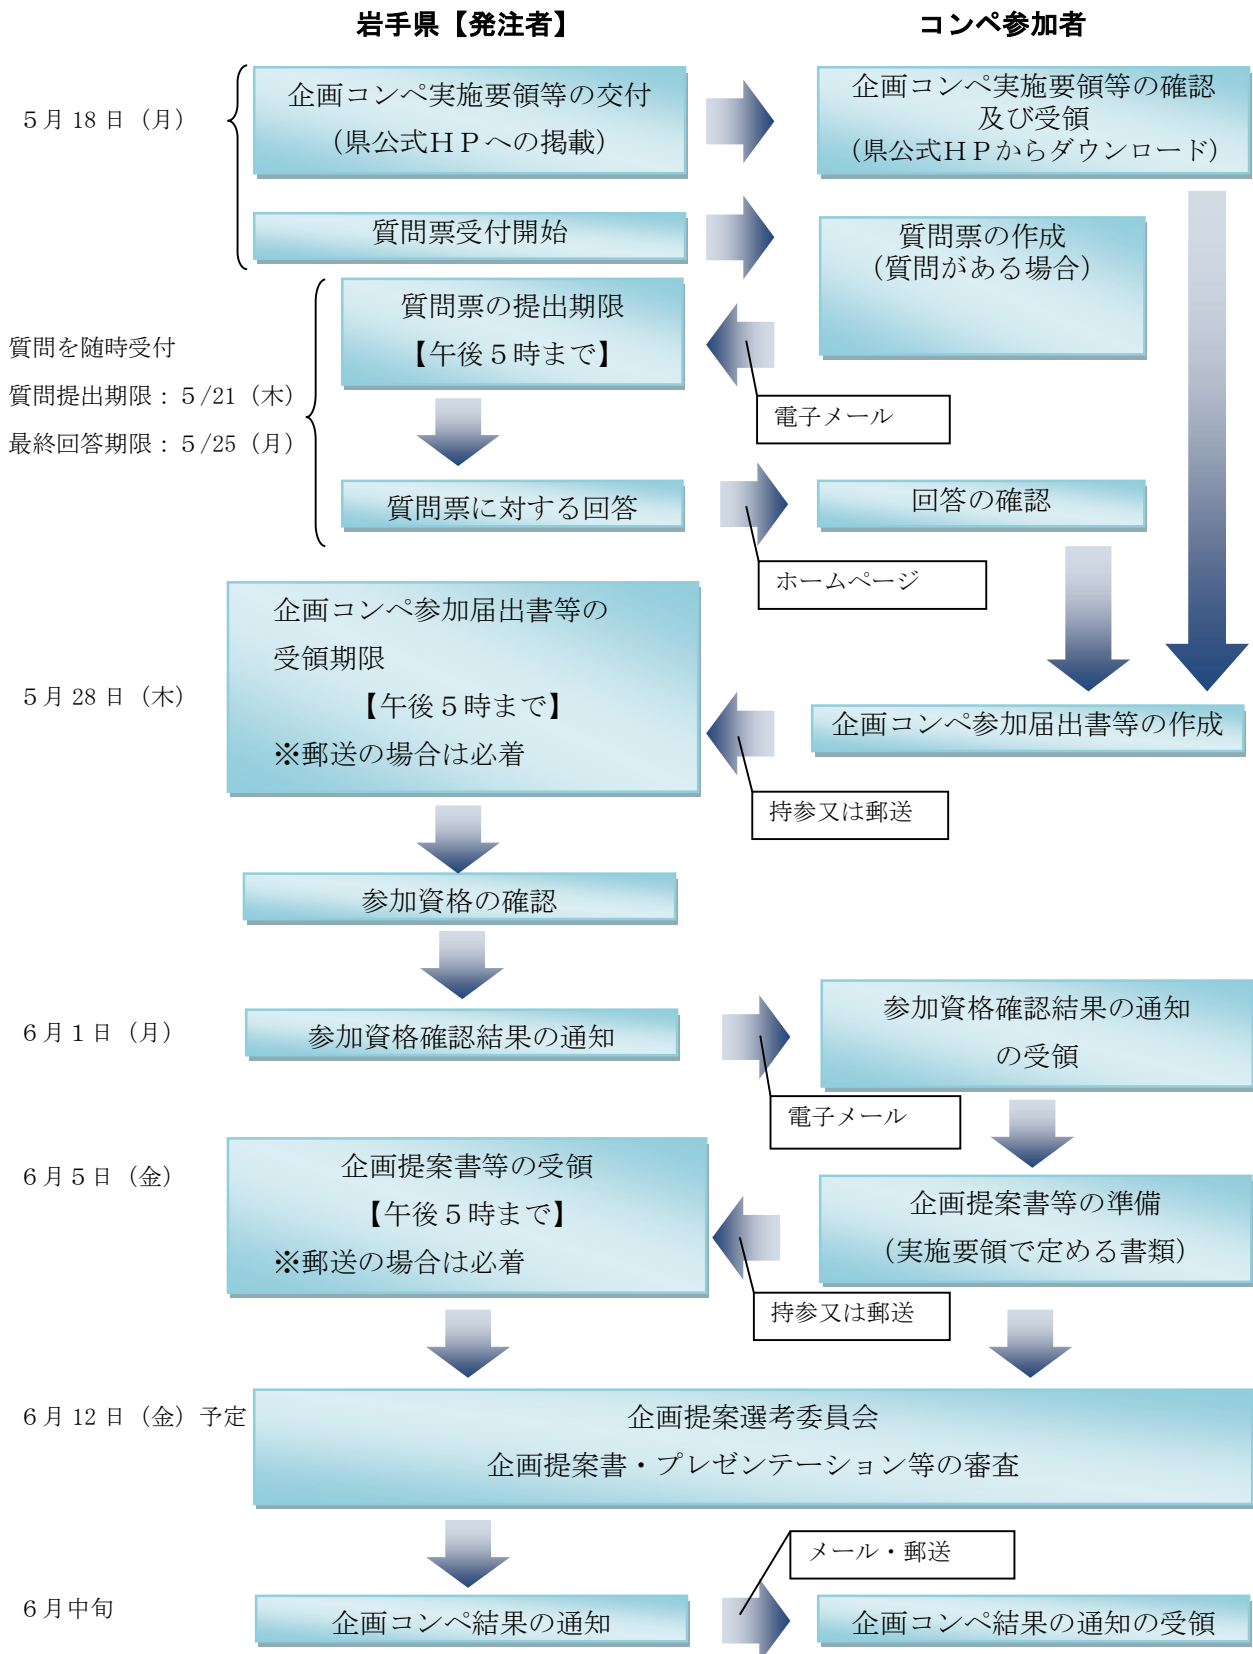 岩手県【発注者】
コンペ参加者
5月18日（月）
企画コンペ実施要領等の交付
（県公式HPへの掲載）
企画コンペ実施要領等の確認
及び受領
（県公式HPからダウンロード）
質問票受付開始
質問票の作成
（質問がある場合）
質問票の提出期限
【午後5時まで】
質問を随時受付
質問提出期限：5/21（木）
最終回答期限：5/25（月）
電子メール
質問票に対する回答
回答の確認
ホームページ
企画コンペ参加届出書等の
受領期限
【午後5時まで】
※郵送の場合は必着
5月28日（木）
企画コンペ参加届出書等の作成
持参又は郵送
参加資格の確認
6月1日（月）
参加資格確認結果の通知
参加資格確認結果の通知
の受領
電子メール
6月5日（金）
企画提案書等の受領
【午後5時まで】
※郵送の場合は必着
企画提案書等の準備
（実施要領で定める書類）
持参又は郵送
6月12日（金）予定
企画提案選考委員会
企画提案書・プレゼンテーション等の審査
メール・郵送
6月中旬
企画コンペ結果の通知
企画コンペ結果の通知の受領